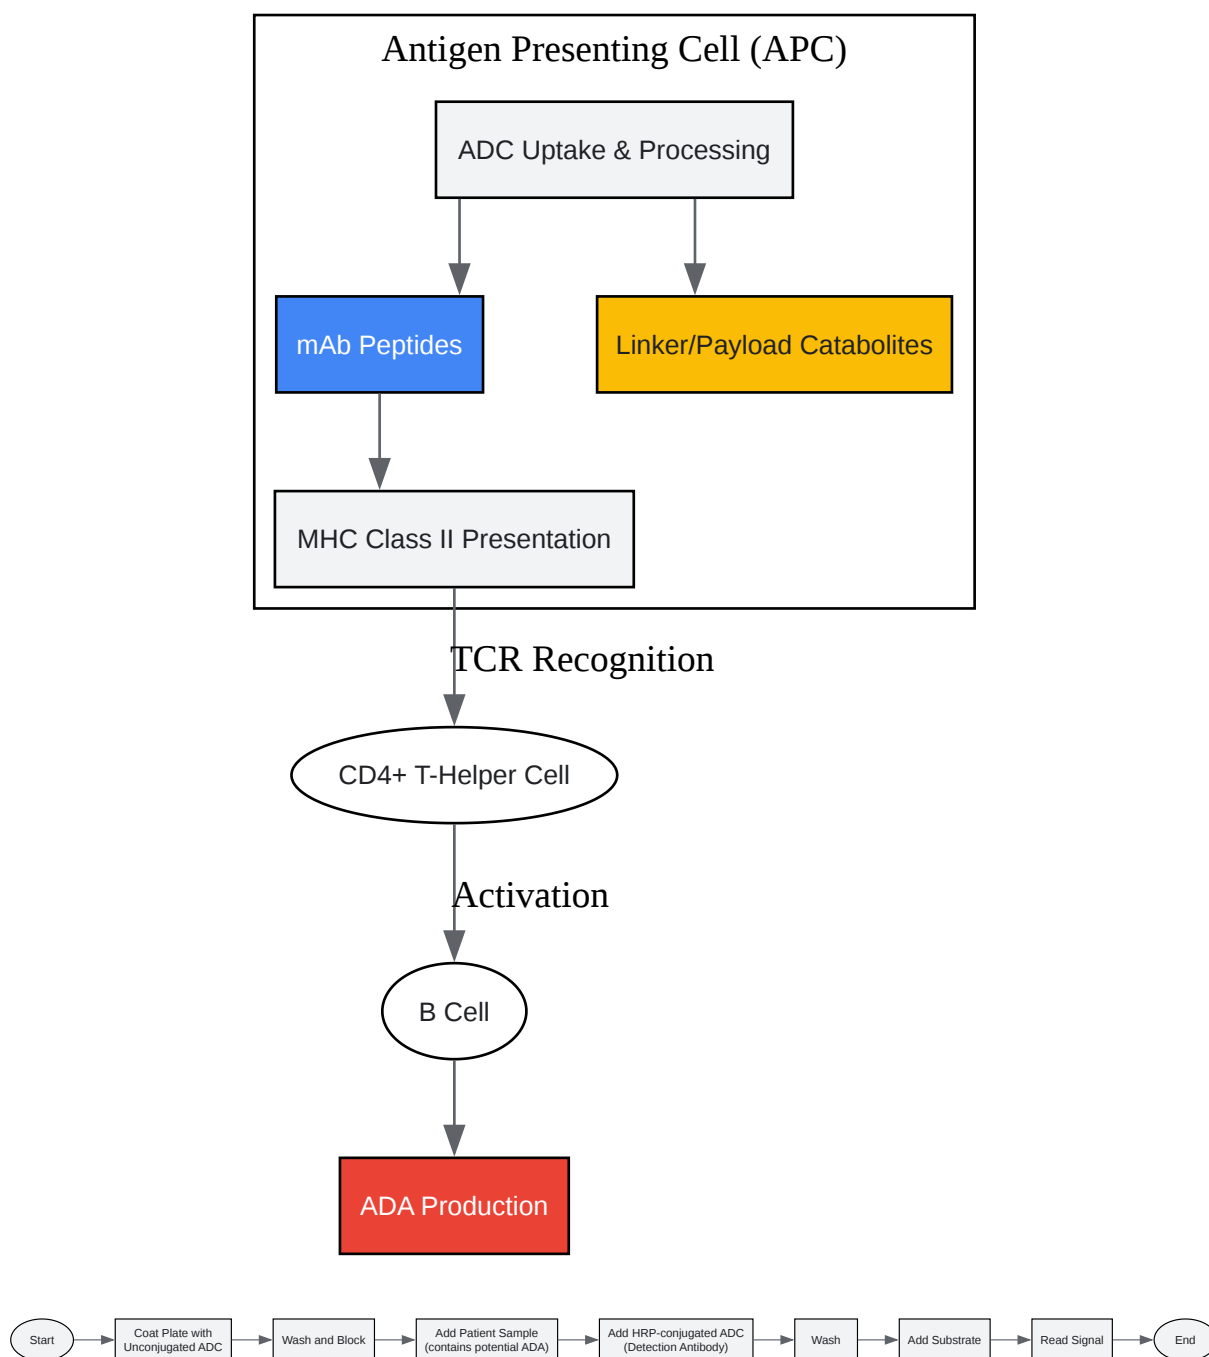 Antigen Presenting Cell (APC)
ADC Uptake & Processing
mAb Peptides
Linker/Payload Catabolites
MHC Class II Presentation
TCR Recognition
CD4+ T-Helper Cell
Activation
B Cell
ADA Production
Start
Coat Plate with
Unconjugated ADC
Wash and Block
Add Patient Sample
(contains potential ADA)
Add HRP-conjugated ADC
(Detection Antibody)
Wash
Add Substrate
Read Signal
End